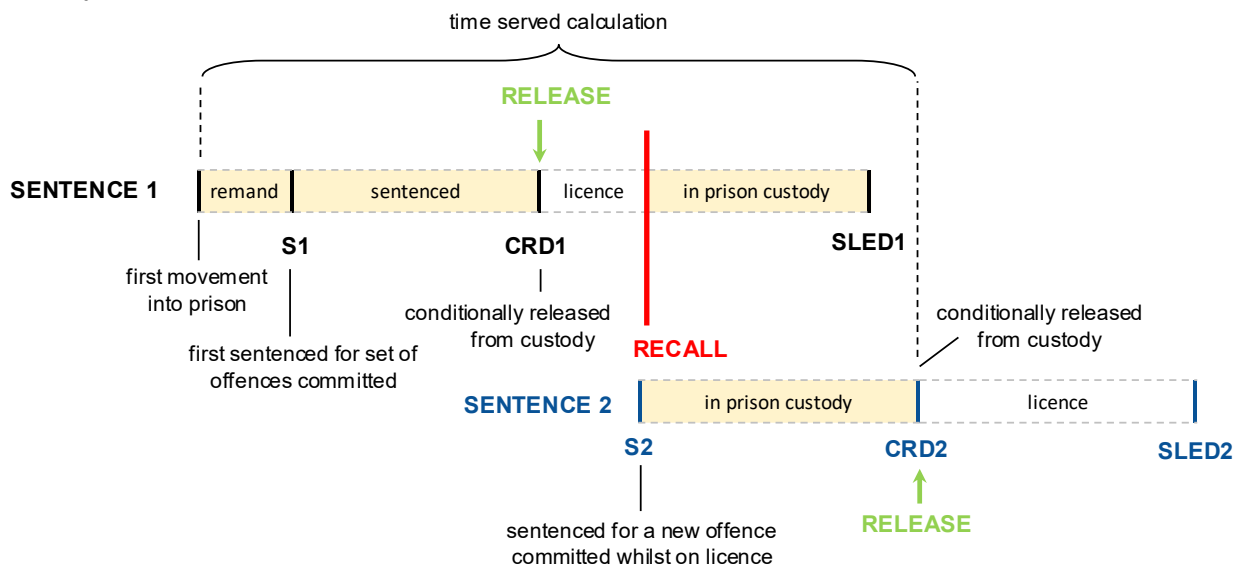 time served calculation
RELEASE
SENTENCE 1
remand
sentenced
licence
in prison custody
S1
CRD1
SLED1
first movement
into prison
conditionally released
from custody
conditionally released
from custody
first sentenced for set of
offences committed
RECALL
SENTENCE 2
in prison custody
licence
S2
CRD2
SLED2
RELEASE
sentenced for a new offence
committed whilst on licence